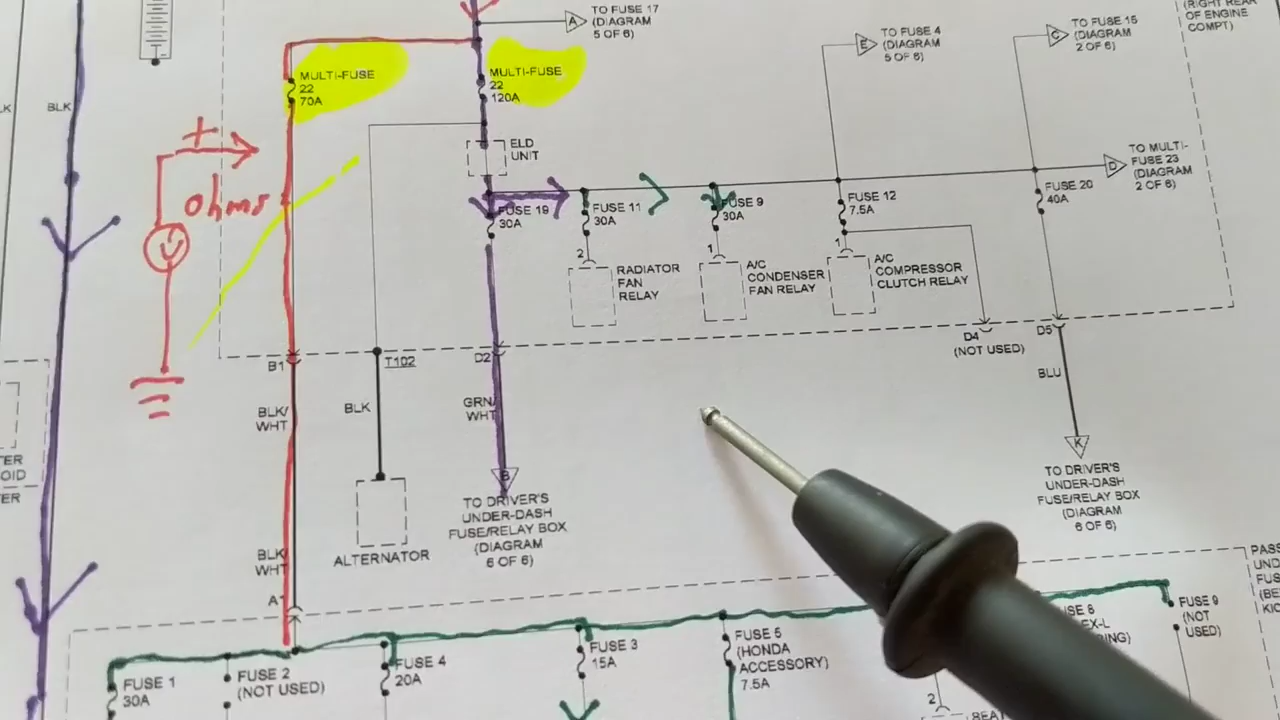 TO FUSE 17
(DIAGRAM
5 OF 6)
A
(RIGHT REAR
OF ENGINE
COMPT)
TO FUSE 4
(DIAGRAM
5 OF 6)
E
TO FUSE 15
(DIAGRAM
2 OF 6)
C
MULTI-FUSE
22
70A
MULTI-FUSE
22
120A
BLK
+
ohms
V
ELD
UNIT
TO MULTI-
FUSE 23
(DIAGRAM
2 OF 6)
D
FUSE 19
30A
FUSE 11
30A
FUSE 9
30A
FUSE 12
7.5A
FUSE 20
40A
2
RADIATOR
FAN
RELAY
1
A/C
CONDENSER
FAN RELAY
1
A/C
COMPRESSOR
CLUTCH RELAY
B1
T102
D2
D4
(NOT USED)
D5
BLK/
WHT
BLK
GRN/
WHT
BLU
B
K
TO DRIVER'S
UNDER-DASH
FUSE/RELAY BOX
(DIAGRAM
6 OF 6)
TO DRIVER'S
UNDER-DASH
FUSE/RELAY BOX
(DIAGRAM
6 OF 6)
ALTERNATOR
BLK/
WHT
A1
FUSE 1
30A
FUSE 2
(NOT USED)
FUSE 4
20A
FUSE 3
15A
FUSE 5
(HONDA
ACCESSORY)
7.5A
FUSE 9
(NOT
USED)
2